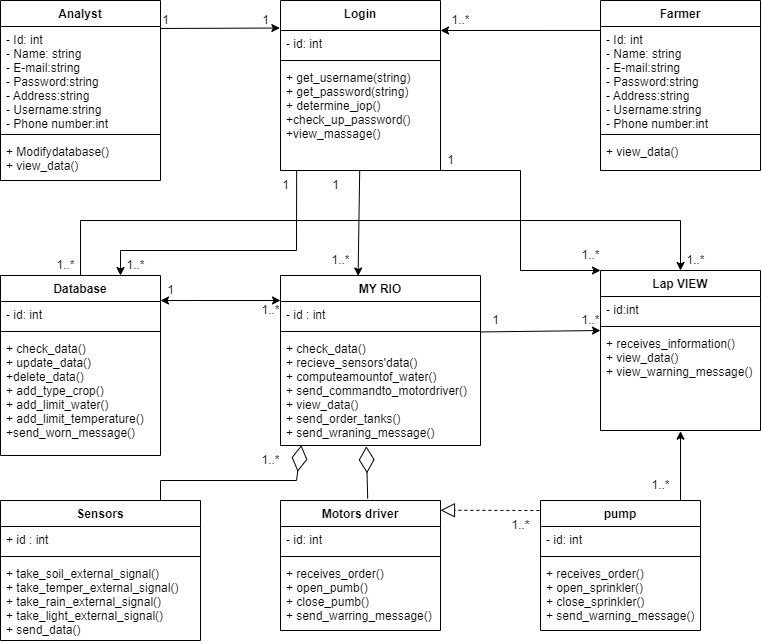 Analyst
- Id: int
- Name: string
- E-mail:string
- Password:string
- Address:string
- Username:string
- Phone number:int
+ Modifydatabase()
+ view_data()
1
1
Login
- id: int
+ get_username(string)
+ get_password(string)
+ determine_jop()
+check_up_password()
+view_massage()
1..*
Farmer
- Id: int
- Name: string
- E-mail:string
- Password:string
- Address:string
- Username:string
- Phone number:int
+ view_data()
1
1
1
1..*
1..*
1..*
1..*
1..*
Database
- id: int
+ check_data()
+ update_data()
+delete_data()
+ add_type_crop()
+ add_limit_water()
+ add_limit_temperature()
+send_worn_message()
1
1..*
MY RIO
- id : int
+ check_data()
+ recieve_sensors'data()
+ computeamountof_water()
+ send_commandto_motordriver()
+ view_data()
+ send_order_tanks()
+ send_wraning_message()
1
1..*
Lap VIEW
- id:int
+ receives_information()
+ view_data()
+ view_warning_message()
1..*
1..*
Sensors
+ id : int
+ take_soil_external_signal()
+ take_temper_external_signal()
+ take_rain_external_signal()
+ take_light_external_signal()
+ send_data()
Motors driver
- id: int
+ receives_order()
+ open_pumb()
+ close_pumb()
+ send_warring_message()
1..*
pump
- id: int
+ receives_order()
+ open_sprinkler()
+ close_sprinkler()
+ send_warning_message()